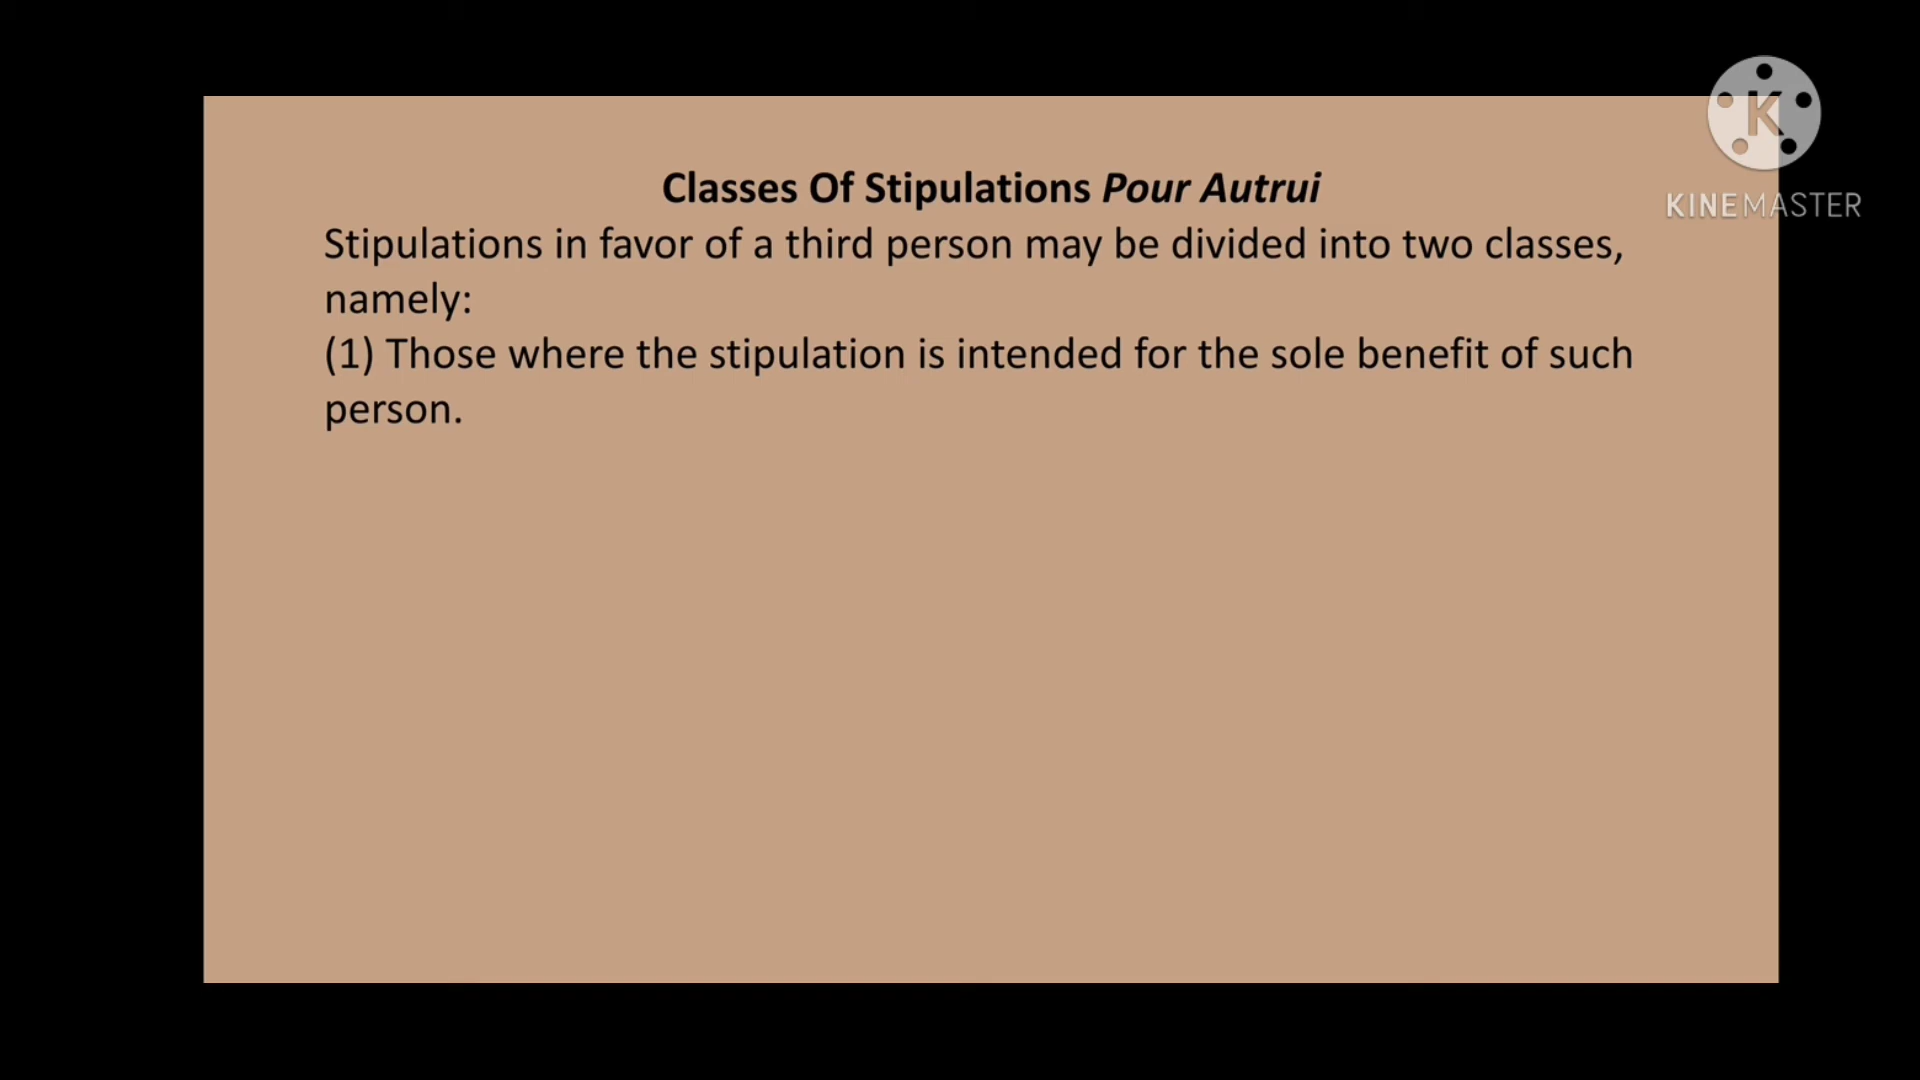 K
KINEMASTER
Classes Of Stipulations Pour Autrui
Stipulations in favor of a third person may be divided into two classes,
namely:
(1) Those where the stipulation is intended for the sole benefit of such
person.